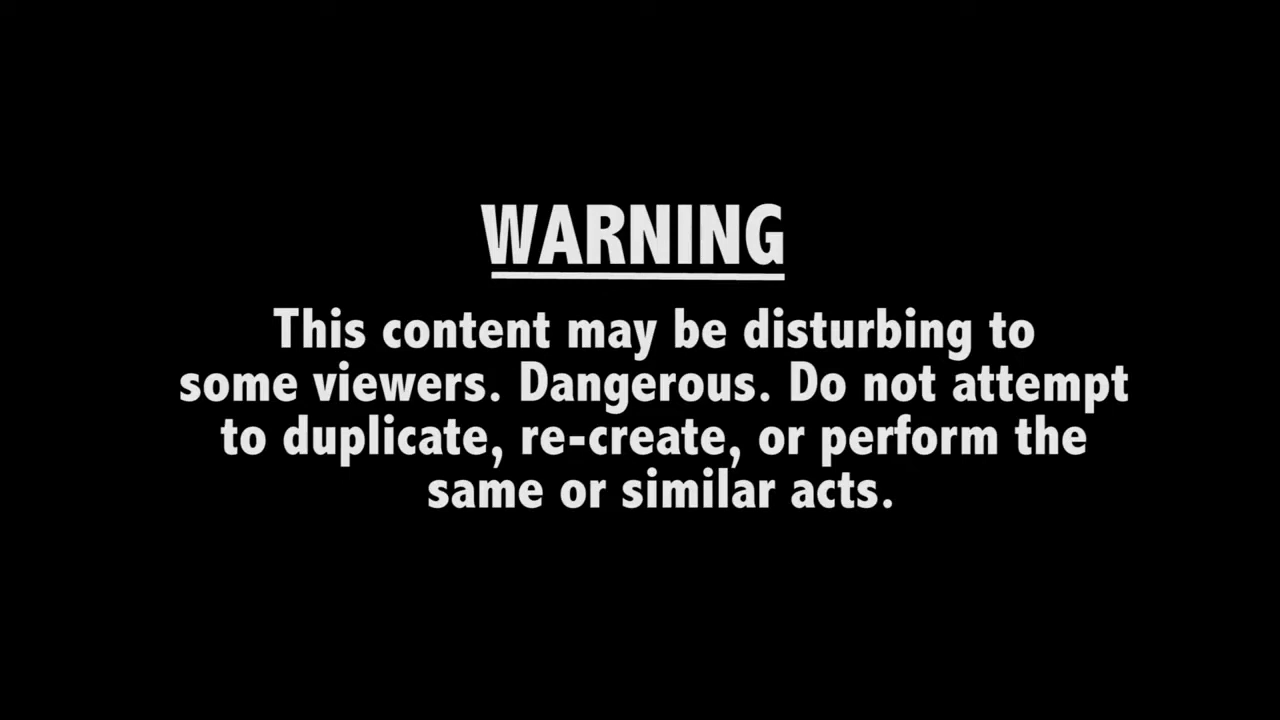 WARNING
This content may be disturbing to
some viewers. Dangerous. Do not attempt
to duplicate, re-create, or perform the
same or similar acts.